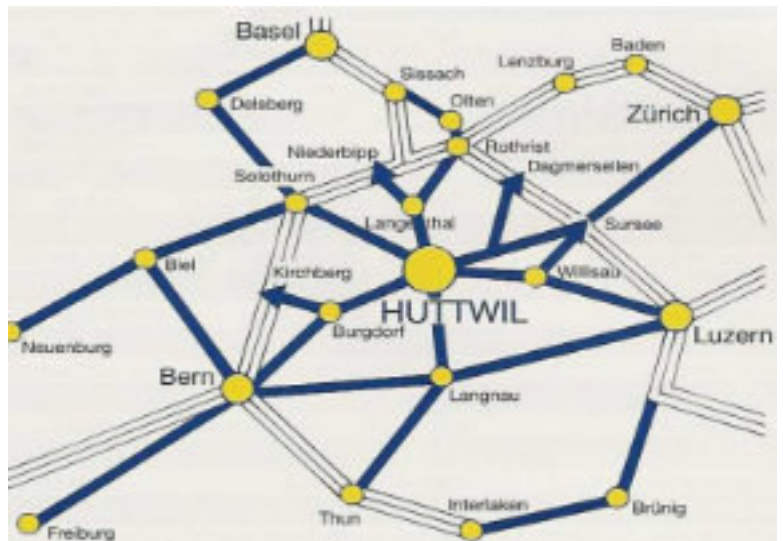 Basel
Sissach
Lenzburg
Baden
Delsberg
Olten
Zürich
Niederbipp
Rothrist
Dagmersellen
Solothurn
Langenthal
Sursee
Biel
Kirchberg
Willisau
HUTTWIL
Burgdorf
Luzern
Neuenburg
Bern
Langnau
Thun
Interlaken
Brünig
Freiburg